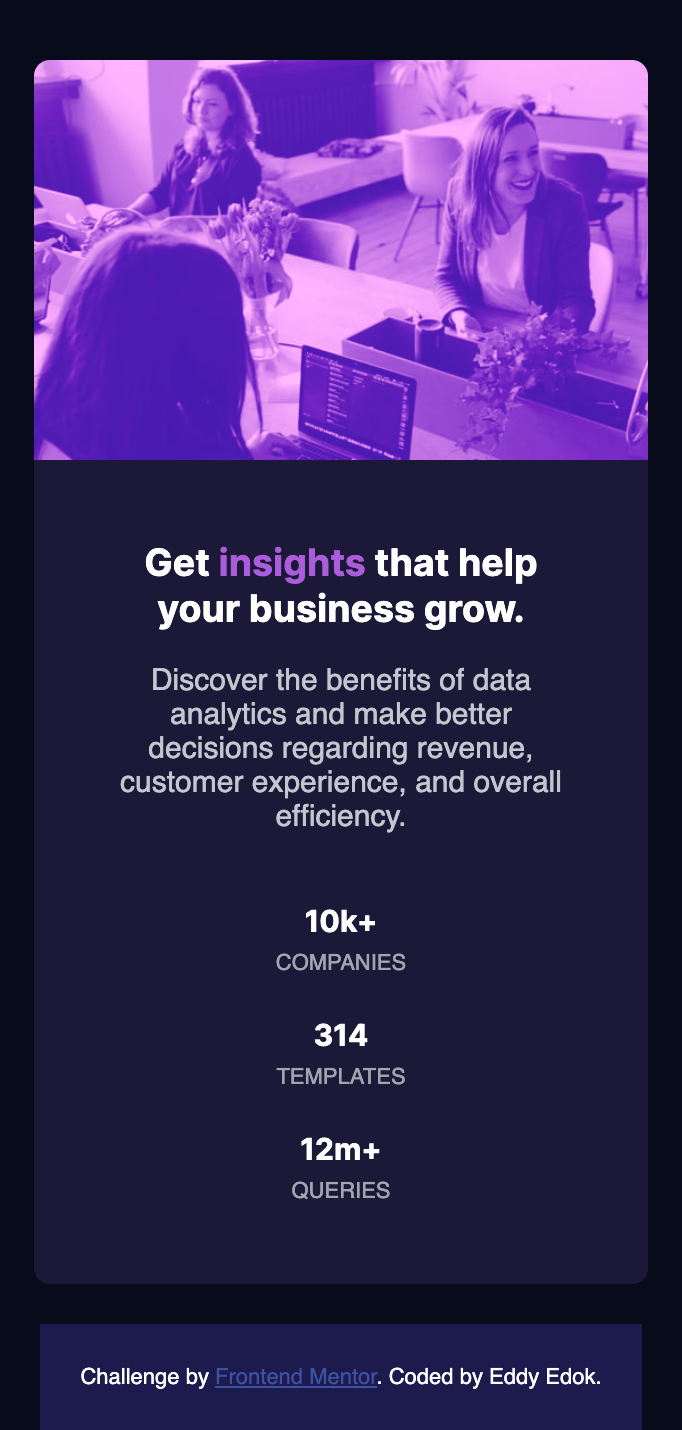 Get insights that help
your business grow.
Discover the benefits of data
analytics and make better
decisions regarding revenue,
customer experience, and overall
efficiency.
10k+
COMPANIES
314
TEMPLATES
12m+
QUERIES
Challenge by Frontend Mentor. Coded by Eddy Edok.